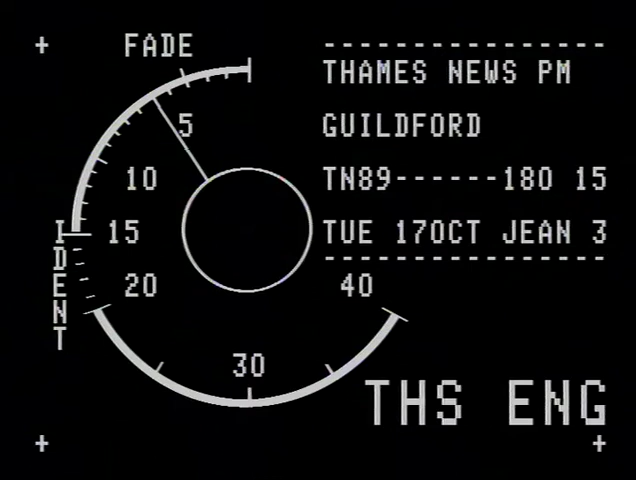 FADE
5
10
15
20
30
40
IDENT
----------------
THAMES NEWS PM
GUILDFORD
TN89------180 15
TUE 17OCT JEAN 3
----------------
THS ENG